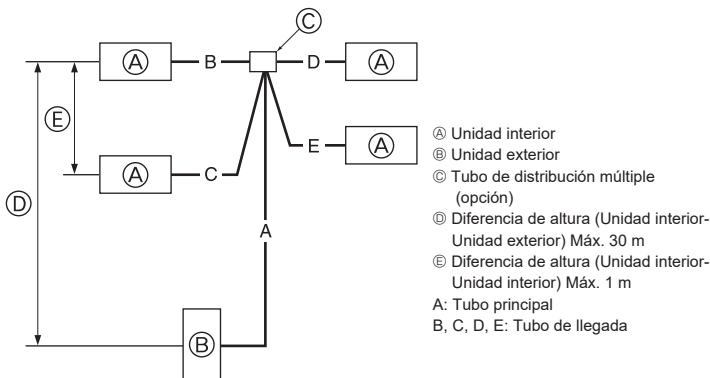 Ⓒ
Ⓐ B D Ⓐ
Ⓔ
E Ⓐ
Ⓐ C
Ⓓ
A
Ⓑ
Ⓐ Unidad interior
Ⓑ Unidad exterior
Ⓒ Tubo de distribución múltiple
(opción)
Ⓓ Diferencia de altura (Unidad interior-
Unidad exterior) Máx. 30 m
Ⓔ Diferencia de altura (Unidad interior-
Unidad interior) Máx. 1 m
A: Tubo principal
B, C, D, E: Tubo de llegada